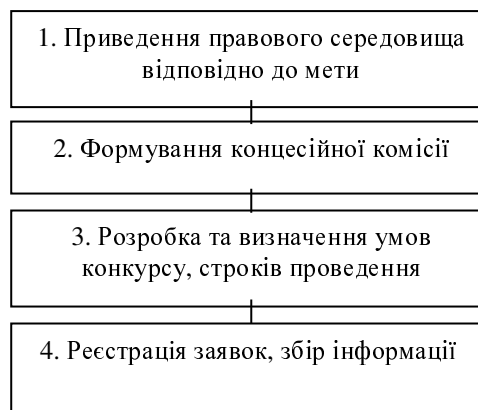 1. Приведення правового середовища
відповідно до мети
2. Формування концесійної комісії
3. Розробка та визначення умов
конкурсу, строків проведення
4. Реєстрація заявок, збір інформації